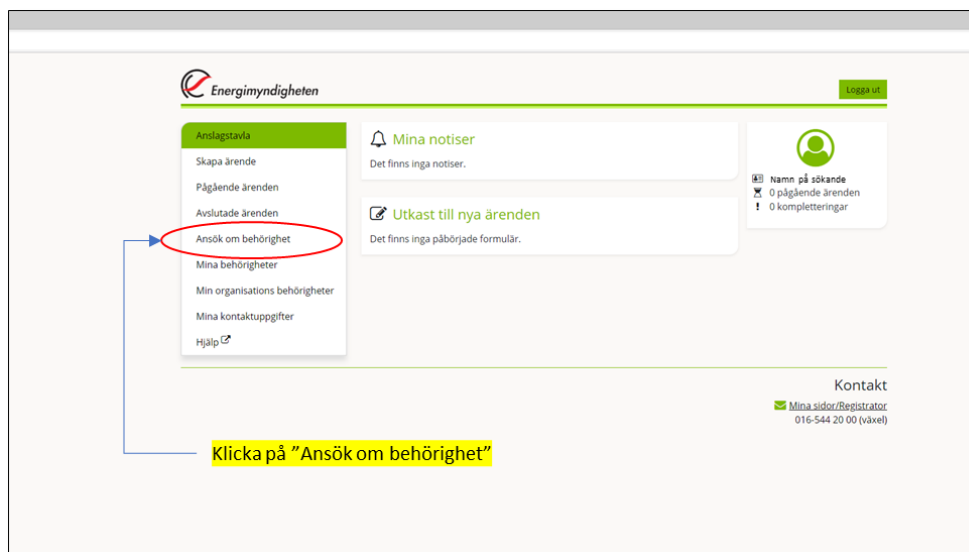 Energimyndigheten
Logga ut
Anslagstavla
Skapa ärende
Pågående ärenden
Avslutade ärenden
Ansök om behörighet
Mina behörigheter
Min organisations behörigheter
Mina kontaktuppgifter
Hjälp
Mina notiser
Det finns inga notiser.
Utkast till nya ärenden
Det finns inga påbörjade formulär.
Namn på sökande
0 pågående ärenden
0 kompletteringar
Kontakt
Mina sidor/Registrator
016-544 20 00 (växel)
Klicka på ”Ansök om behörighet”